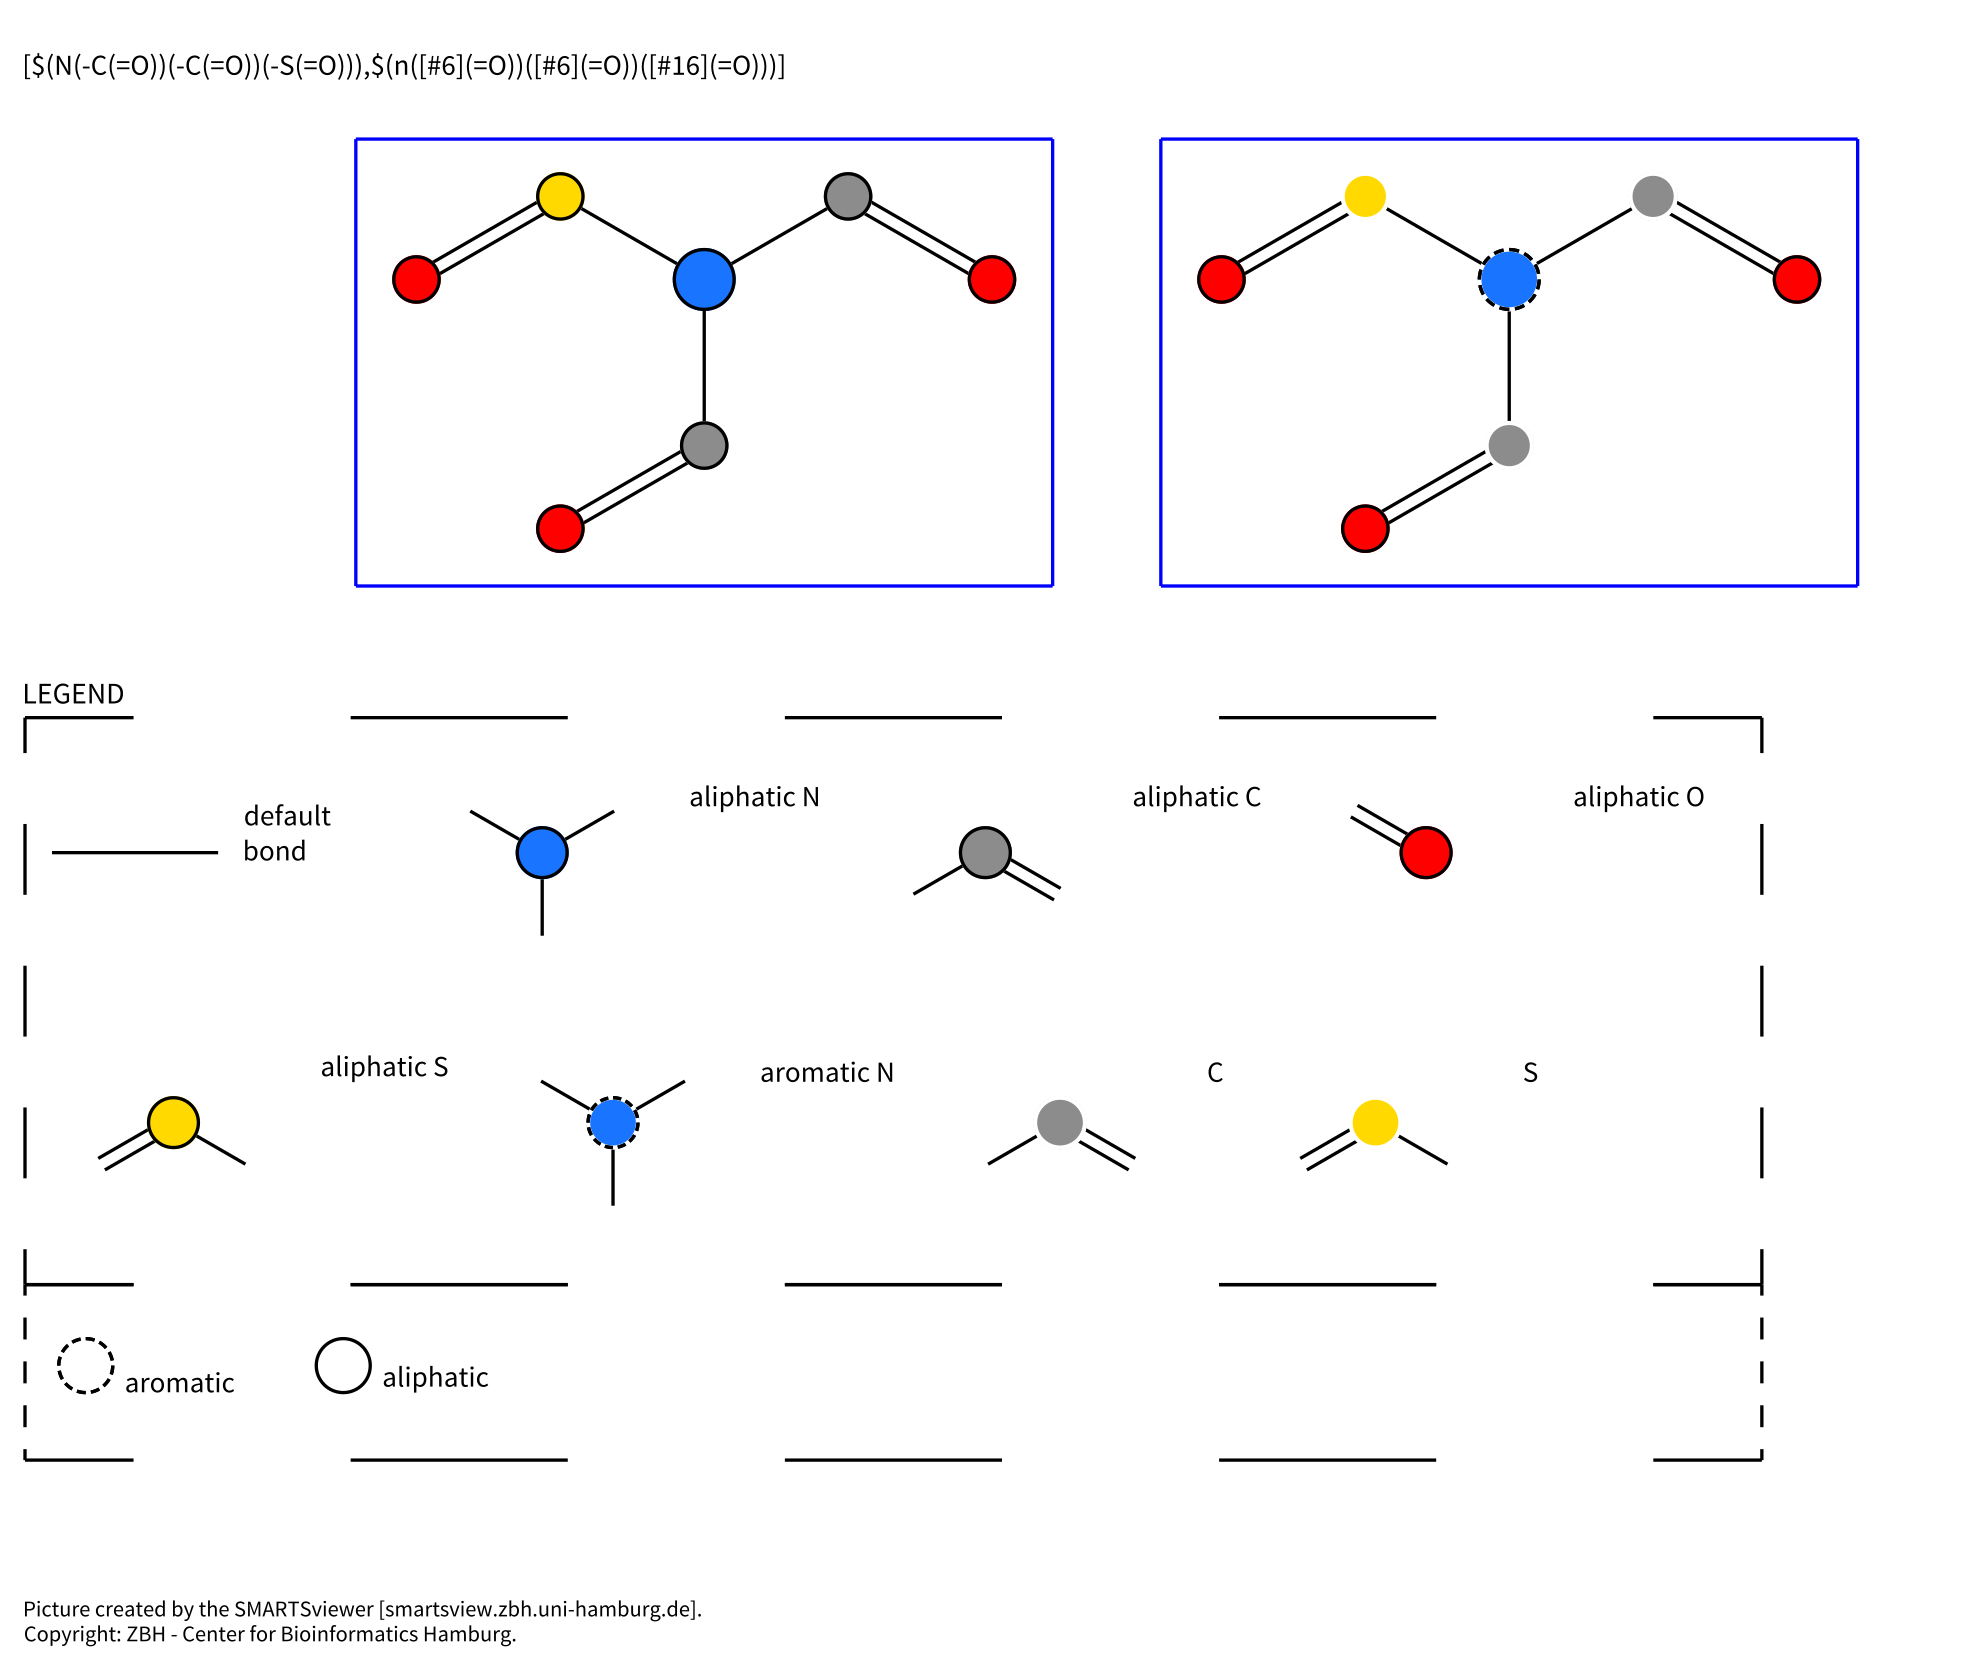 [$(N(-C(=O))(-C(=O))(-S(=O))),$(n([#6](=O))([#6](=O))([#16](=O)))]
LEGEND
default
bond
aliphatic N
aliphatic C
aliphatic O
aliphatic S
aromatic N
C
S
aromatic
aliphatic
Picture created by the SMARTSviewer [smartsview.zbh.uni-hamburg.de].
Copyright: ZBH - Center for Bioinformatics Hamburg.